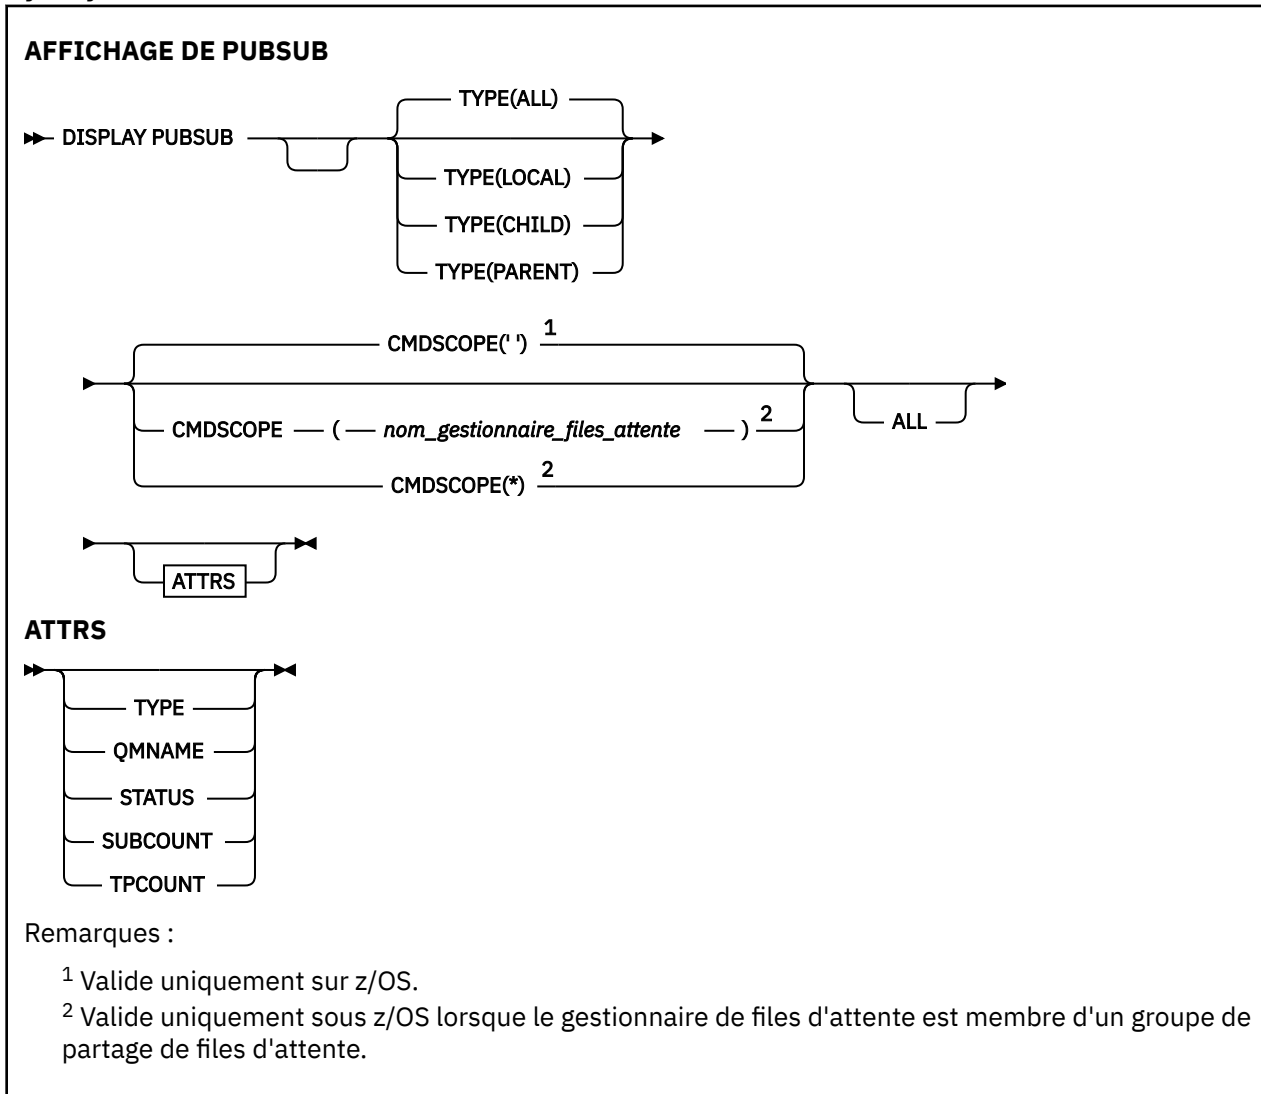 AFFICHAGE DE PUBSUB
TYPE(ALL)
DISPLAY PUBSUB
TYPE(LOCAL)
TYPE(CHILD)
TYPE(PARENT)
CMDSCOPE(' ') 1
CMDSCOPE ( nom_gestionnaire_files_attente ) 2
ALL
CMDSCOPE(*) 2
ATTRS
ATTRS
TYPE
QMNAME
STATUS
SUBCOUNT
TPCOUNT
Remarques :
1 Valide uniquement sur z/OS.
2 Valide uniquement sous z/OS lorsque le gestionnaire de files d'attente est membre d'un groupe de
partage de files d'attente.